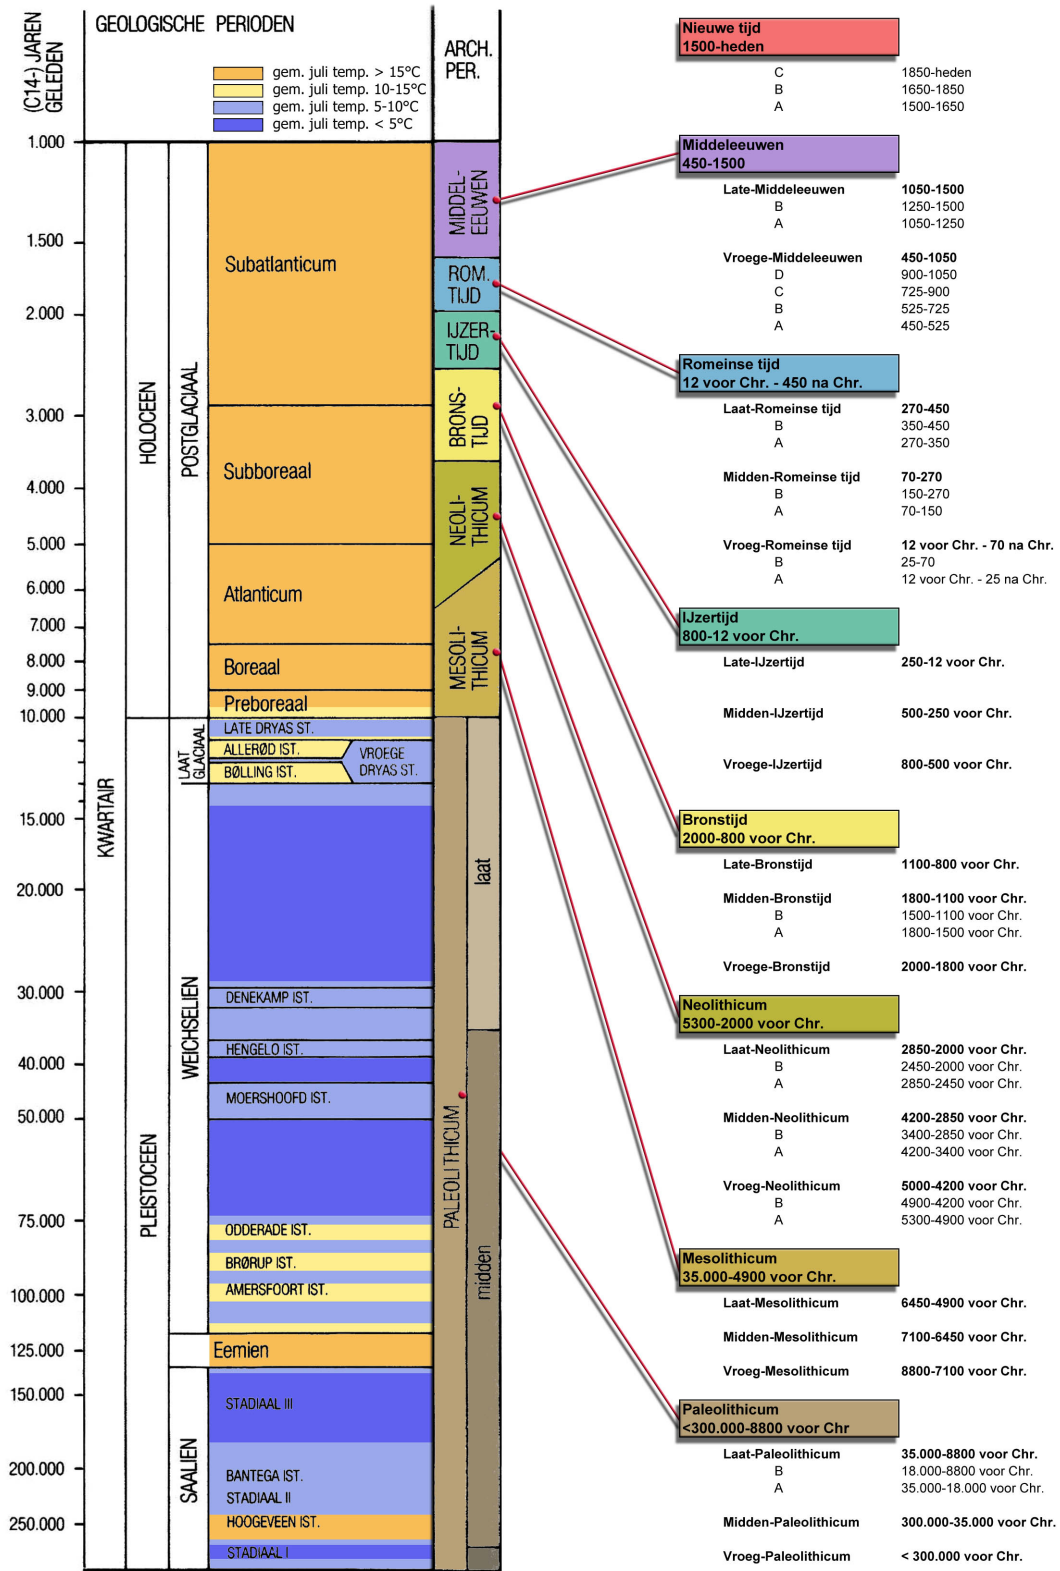 (C14-) JAREN
GELEDEN
GEOLOGISCHE PERIODEN
gem. juli temp. > 15°C
gem. juli temp. 10-15°C
gem. juli temp. 5-10°C
gem. juli temp. < 5°C
ARCH.
PER.
1.000
1.500
2.000
3.000
4.000
5.000
6.000
7.000
8.000
9.000
10.000
15.000
20.000
30.000
40.000
50.000
75.000
100.000
125.000
150.000
200.000
250.000
KWARTAIR
HOLOCEEN
PLEISTOCEEN
POSTGLACIAAL
LAAT
GLACIAAL
WEICHSELIEN
SAALIEN
Subatlanticum
Subboreaal
Atlanticum
Boreaal
Preboreaal
LATE DRYAS ST.
ALLERØD IST.
VROEGE
DRYAS ST.
BØLLING IST.
DENEKAMP IST.
HENGELO IST.
MOERSHOOFD IST.
ODDERADE IST.
BRØRUP IST.
AMERSFOORT IST.
Eemien
STADIAAL III
BANTEGA IST.
STADIAAL II
HOOGEVEEN IST.
STADIAAL I
MIDDEL-
EEUWEN
ROM.
TIJD
IJZER-
TIJD
BRONS-
TIJD
NEOLI-
THICUM
MESOLI-
THICUM
PALEOLITHICUM
laat
midden
Nieuwe tijd
1500-heden
C 1850-heden
B 1650-1850
A 1500-1650
Middeleeuwen
450-1500
Late-Middeleeuwen 1050-1500
B 1250-1500
A 1050-1250
Vroege-Middeleeuwen 450-1050
D 900-1050
C 725-900
B 525-725
A 450-525
Romeinse tijd
12 voor Chr. - 450 na Chr.
Laat-Romeinse tijd 270-450
B 350-450
A 270-350
Midden-Romeinse tijd 70-270
B 150-270
A 70-150
Vroeg-Romeinse tijd 12 voor Chr. - 70 na Chr.
B 25-70
A 12 voor Chr. - 25 na Chr.
IJzertijd
800-12 voor Chr.
Late-IJzertijd 250-12 voor Chr.
Midden-IJzertijd 500-250 voor Chr.
Vroege-IJzertijd 800-500 voor Chr.
Bronstijd
2000-800 voor Chr.
Late-Bronstijd 1100-800 voor Chr.
Midden-Bronstijd 1800-1100 voor Chr.
B 1500-1100 voor Chr.
A 1800-1500 voor Chr.
Vroege-Bronstijd 2000-1800 voor Chr.
Neolithicum
5300-2000 voor Chr.
Laat-Neolithicum 2850-2000 voor Chr.
B 2450-2000 voor Chr.
A 2850-2450 voor Chr.
Midden-Neolithicum 4200-2850 voor Chr.
B 3400-2850 voor Chr.
A 4200-3400 voor Chr.
Vroeg-Neolithicum 5000-4200 voor Chr.
B 4900-4200 voor Chr.
A 5300-4900 voor Chr.
Mesolithicum
35.000-4900 voor Chr.
Laat-Mesolithicum 6450-4900 voor Chr.
Midden-Mesolithicum 7100-6450 voor Chr.
Vroeg-Mesolithicum 8800-7100 voor Chr.
Paleolithicum
<300.000-8800 voor Chr
Laat-Paleolithicum 35.000-8800 voor Chr.
B 18.000-8800 voor Chr.
A 35.000-18.000 voor Chr.
Midden-Paleolithicum 300.000-35.000 voor Chr.
Vroeg-Paleolithicum < 300.000 voor Chr.